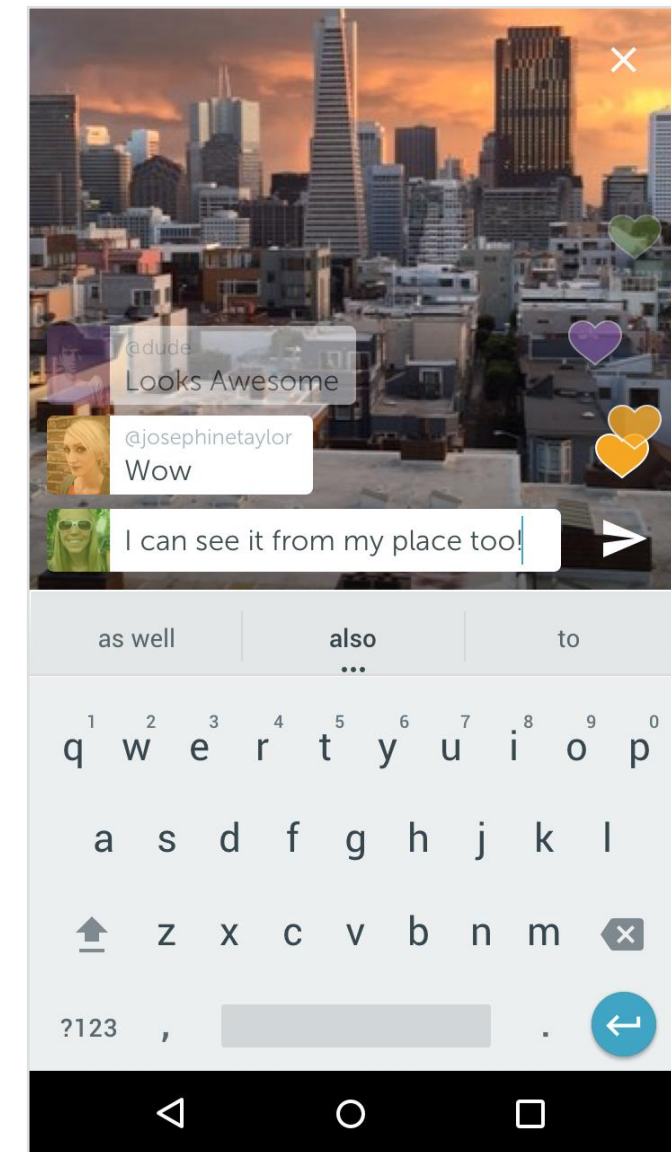 @dude
Looks Awesome
@josephinetaylor
Wow
I can see it from my place too!
as well also to
1 2 3 4 5 6 7 8 9 0
q w e r t y u i o p
a s d f g h j k l
z x c v b n m
?123 , .